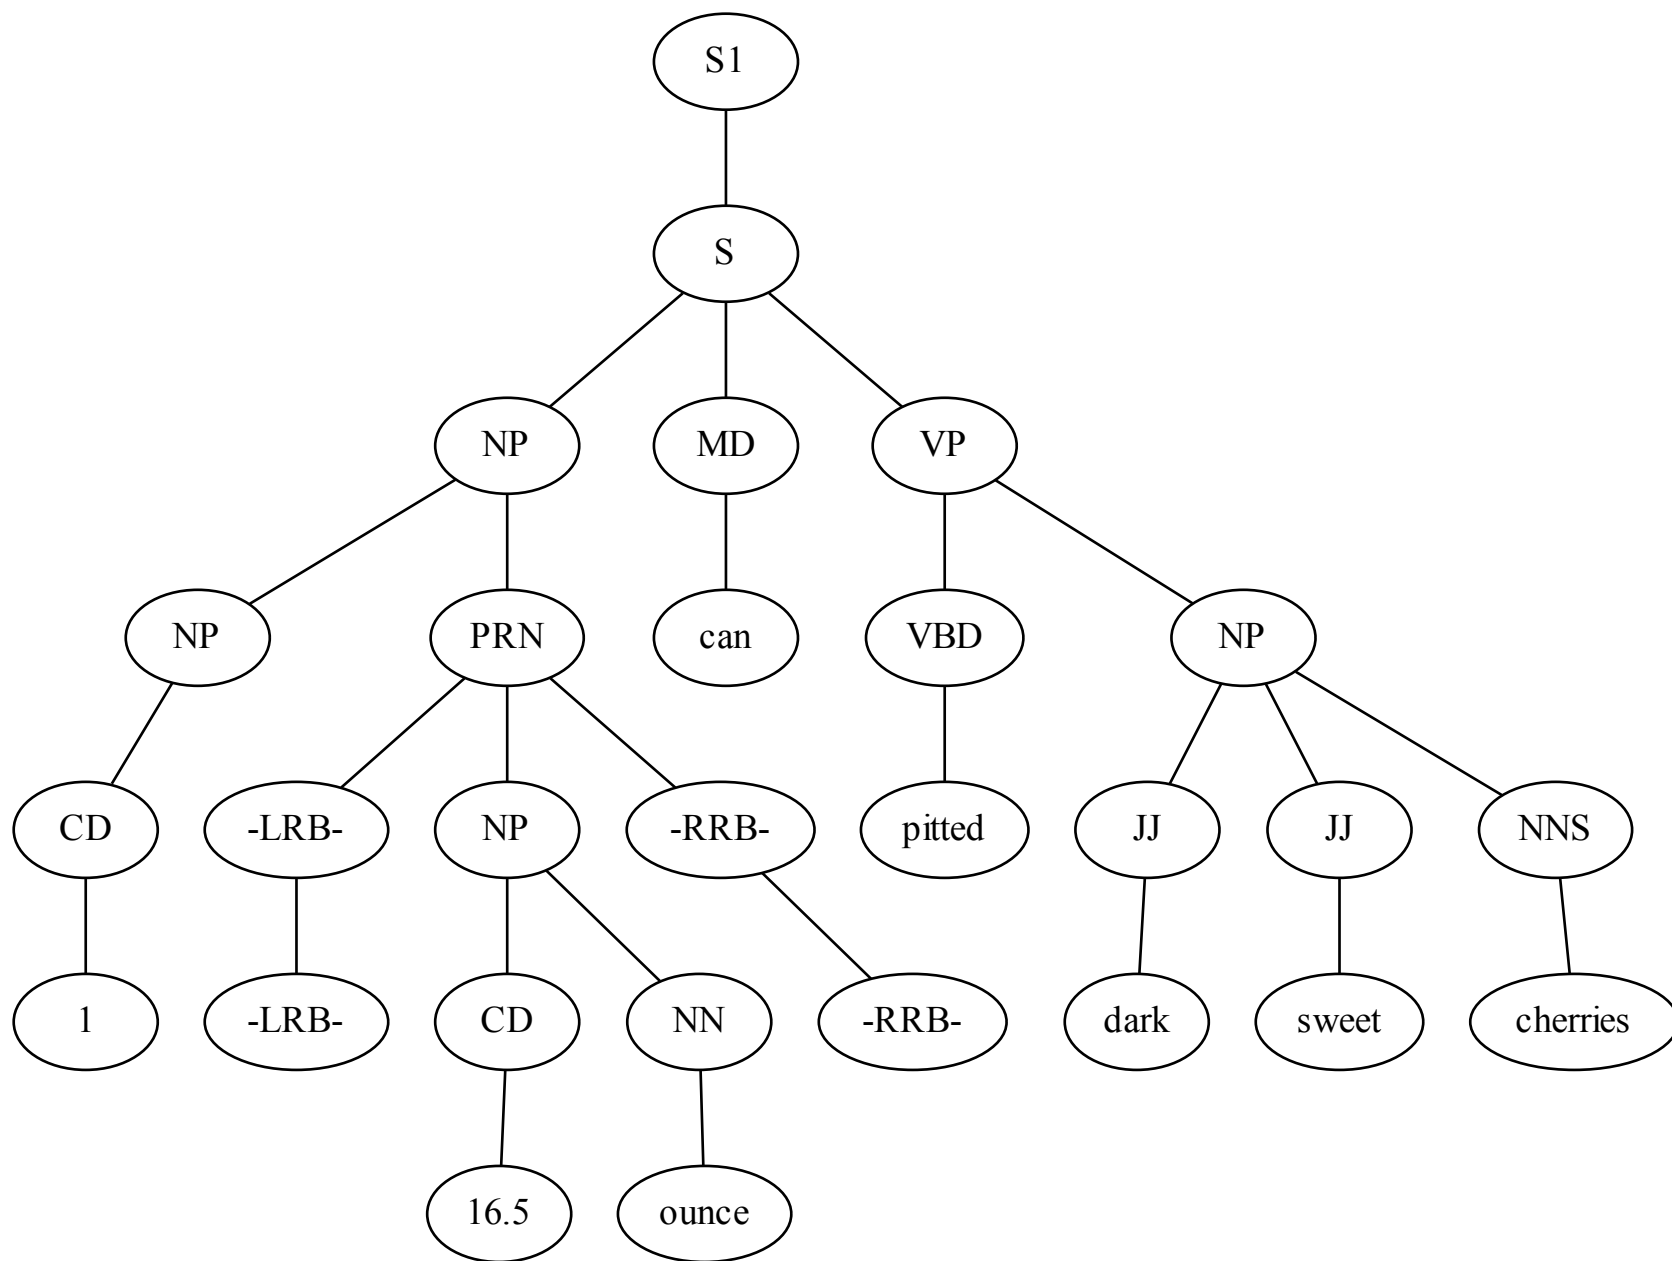 S1
S
NP MD VP
NP PRN can VBD NP
CD -LRB- NP -RRB- pitted JJ JJ NNS
1 -LRB- CD NN -RRB- dark sweet cherries
16.5 ounce